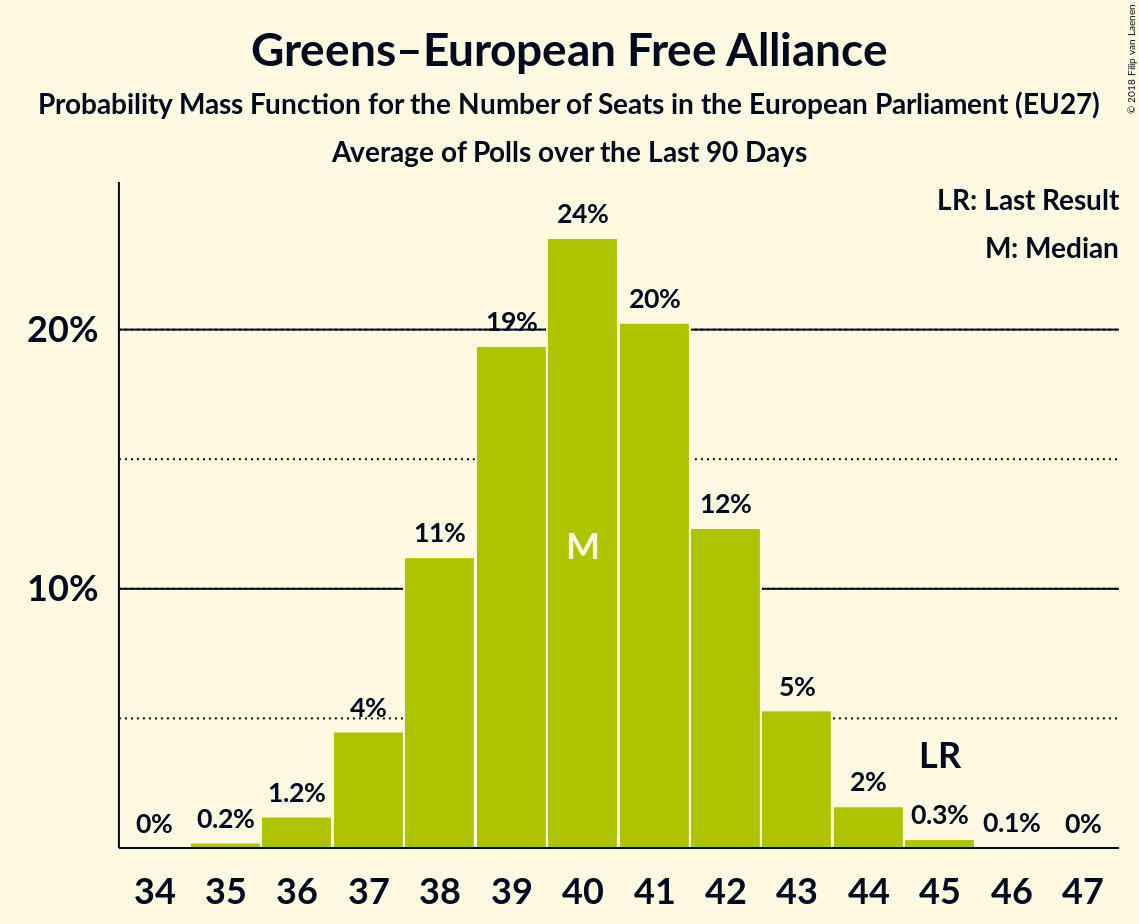 Greens–European Free Alliance
Probability Mass Function for the Number of Seats in the European Parliament (EU27)
Average of Polls over the Last 90 Days
© 2018 Filip van Laenen
LR: Last Result
M: Median
20%
10%
0%
0.2%
1.2%
4%
11%
19%
24%
20%
12%
5%
2%
0.3%
0.1%
0%
M
LR
34 35 36 37 38 39 40 41 42 43 44 45 46 47